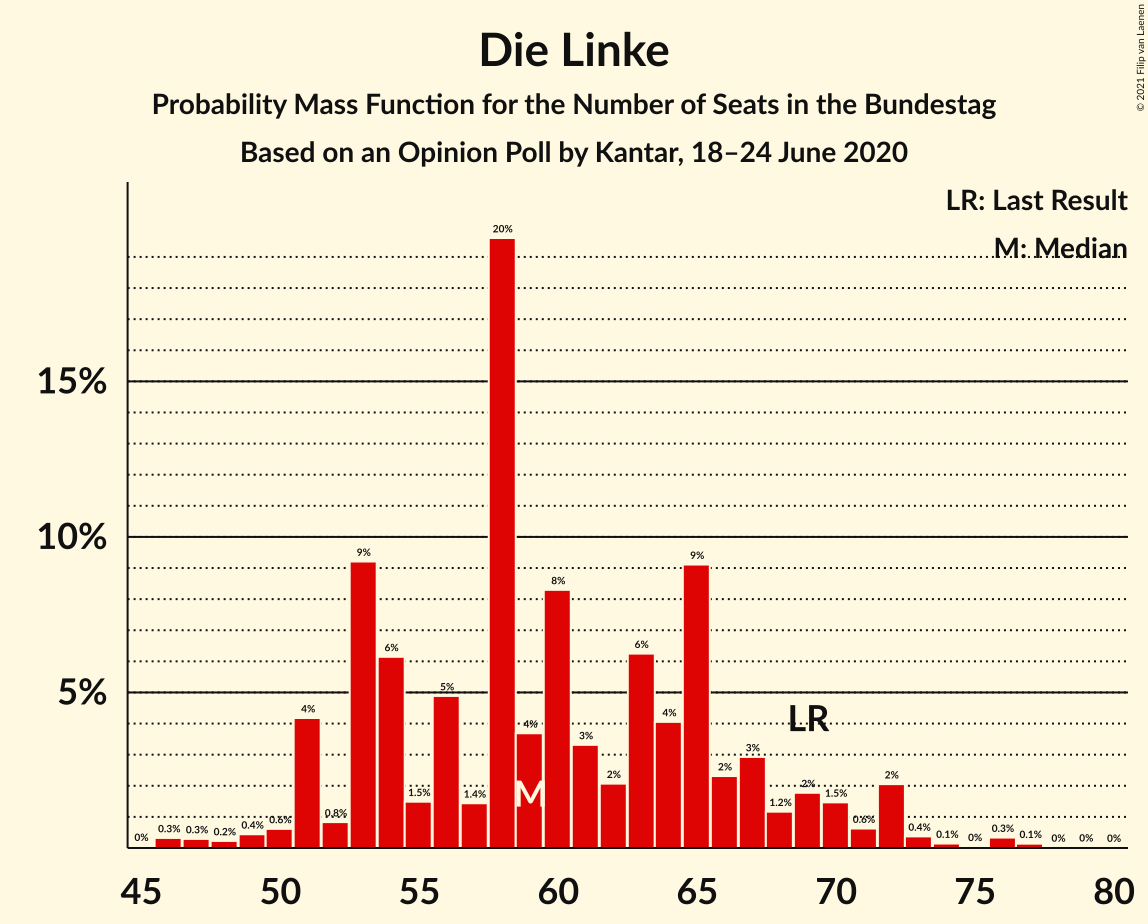 Die Linke
Probability Mass Function for the Number of Seats in the Bundestag
Based on an Opinion Poll by Kantar, 18–24 June 2020
© 2021 Filip van Laenen
LR: Last Result
M: Median
15%
10%
5%
0% 0.3% 0.3% 0.2% 0.4% 0.6% 4% 0.8% 9% 6% 1.5% 5% 1.4% 20% 4% 8% 3% 2% 6% 4% 9% 2% 3% 1.2% 2% 1.5% 0.6% 2% 0.4% 0.1% 0% 0.3% 0.1% 0% 0% 0%
LR
M
45 50 55 60 65 70 75 80